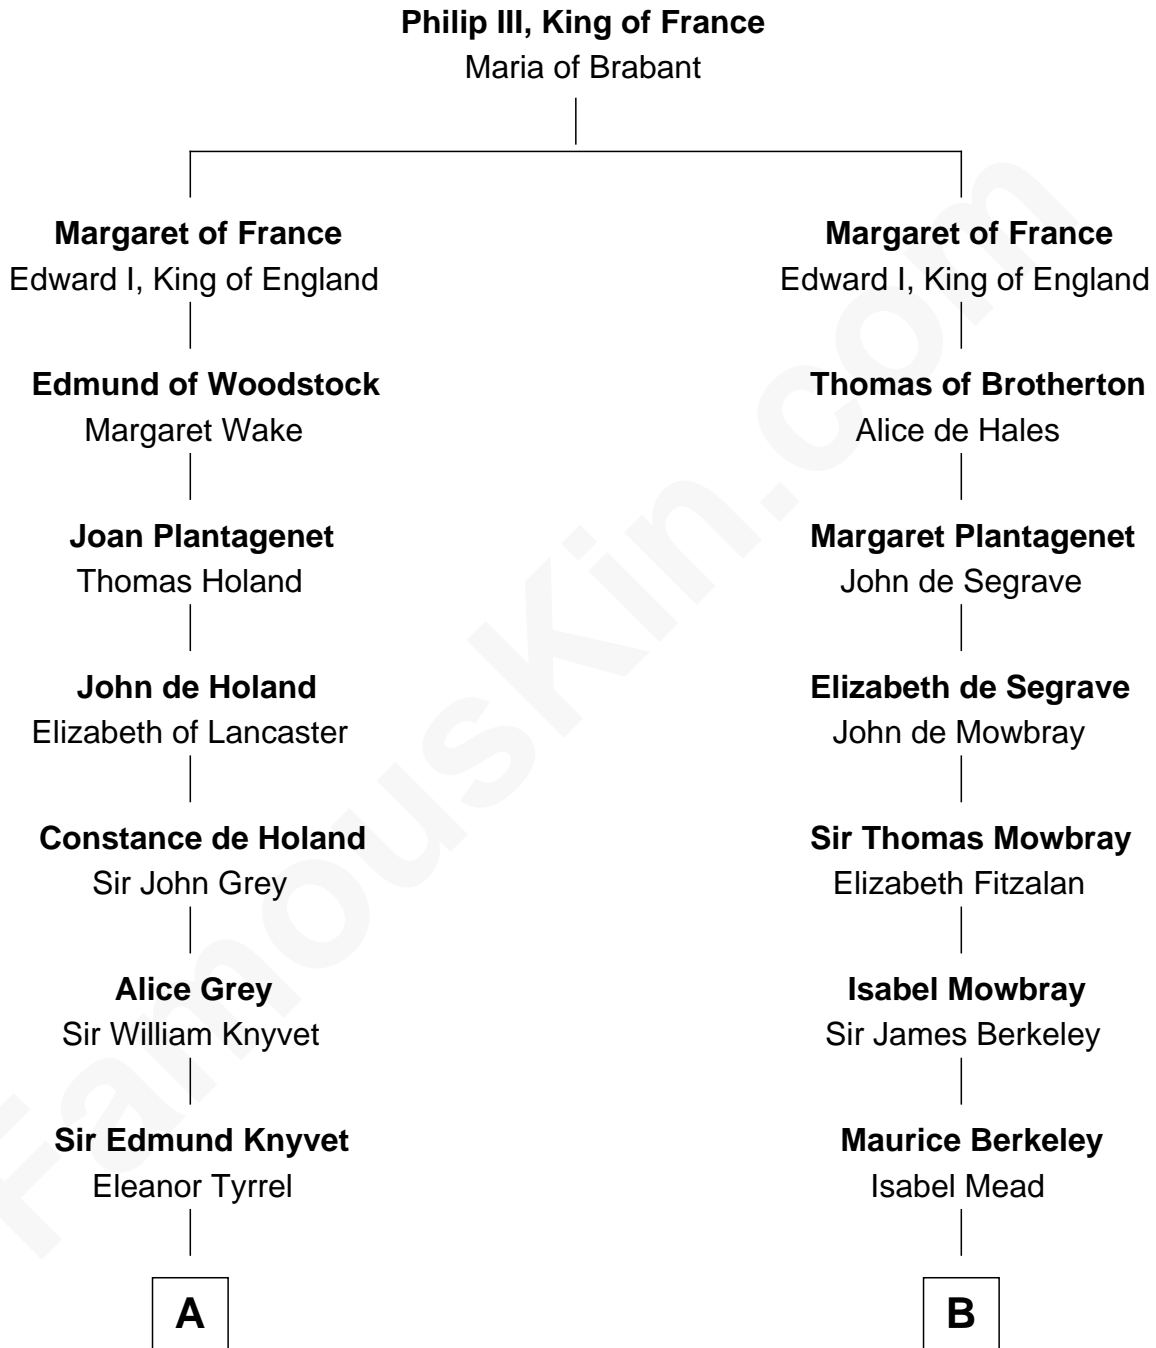 Philip III, King of France
Maria of Brabant
Margaret of France
Edward I, King of England
Edmund of Woodstock
Margaret Wake
Joan Plantagenet
Thomas Holand
John de Holand
Elizabeth of Lancaster
Constance de Holand
Sir John Grey
Alice Grey
Sir William Knyvet
Sir Edmund Knyvet
Eleanor Tyrrel
A
Margaret of France
Edward I, King of England
Thomas of Brotherton
Alice de Hales
Margaret Plantagenet
John de Segrave
Elizabeth de Segrave
John de Mowbray
Sir Thomas Mowbray
Elizabeth Fitzalan
Isabel Mowbray
Sir James Berkeley
Maurice Berkeley
Isabel Mead
B
FamousKin.com